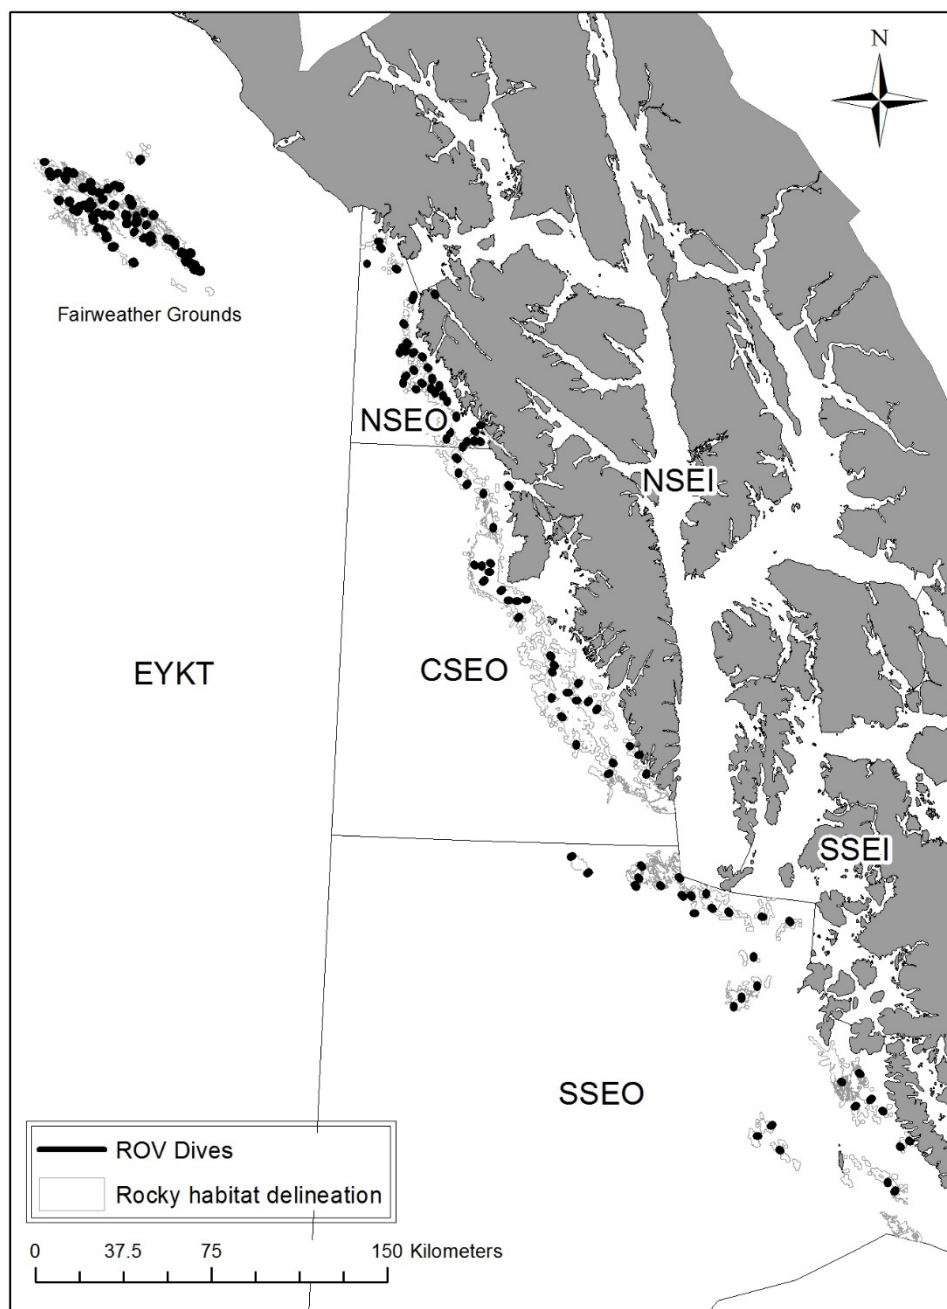 N
Fairweather Grounds
NSEO
NSEI
EYKT
CSEO
SSEI
SSEO
ROV Dives
Rocky habitat delineation
0 37.5 75 150 Kilometers